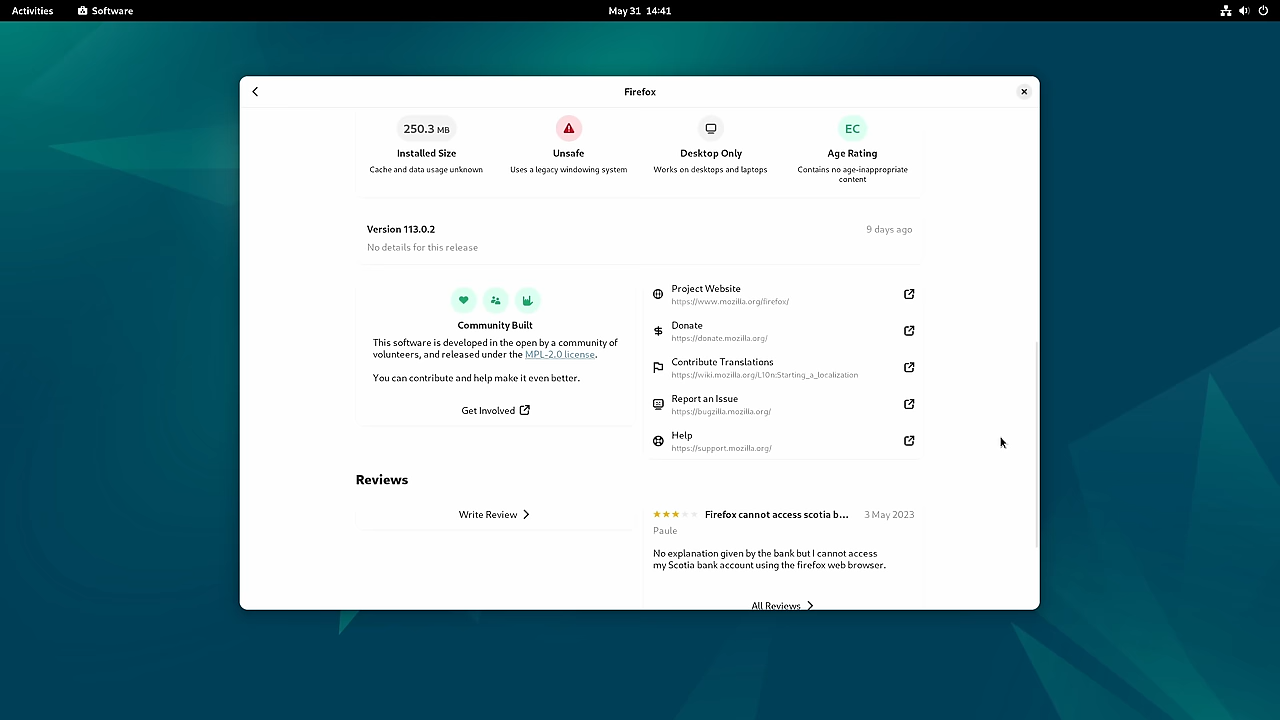 Activities
Software
May 31 14:41
Firefox
250.3 MB
EC
Installed Size
Unsafe
Desktop Only
Age Rating
Cache and data usage unknown
Uses a legacy windowing system
Works on desktops and laptops
Contains no age-inappropriate
content
Version 113.0.2
9 days ago
No details for this release
Community Built
This software is developed in the open by a community of
volunteers, and released under the MPL-2.0 license.
You can contribute and help make it even better.
Get Involved
Project Website
https://www.mozilla.org/firefox/
Donate
https://donate.mozilla.org/
Contribute Translations
https://wiki.mozilla.org/L10n:Starting_a_localization
Report an Issue
https://bugzilla.mozilla.org/
Help
https://support.mozilla.org/
Reviews
Write Review
Firefox cannot access scotia b...
3 May 2023
Paule
No explanation given by the bank but I cannot access
my Scotia bank account using the firefox web browser.
All Reviews